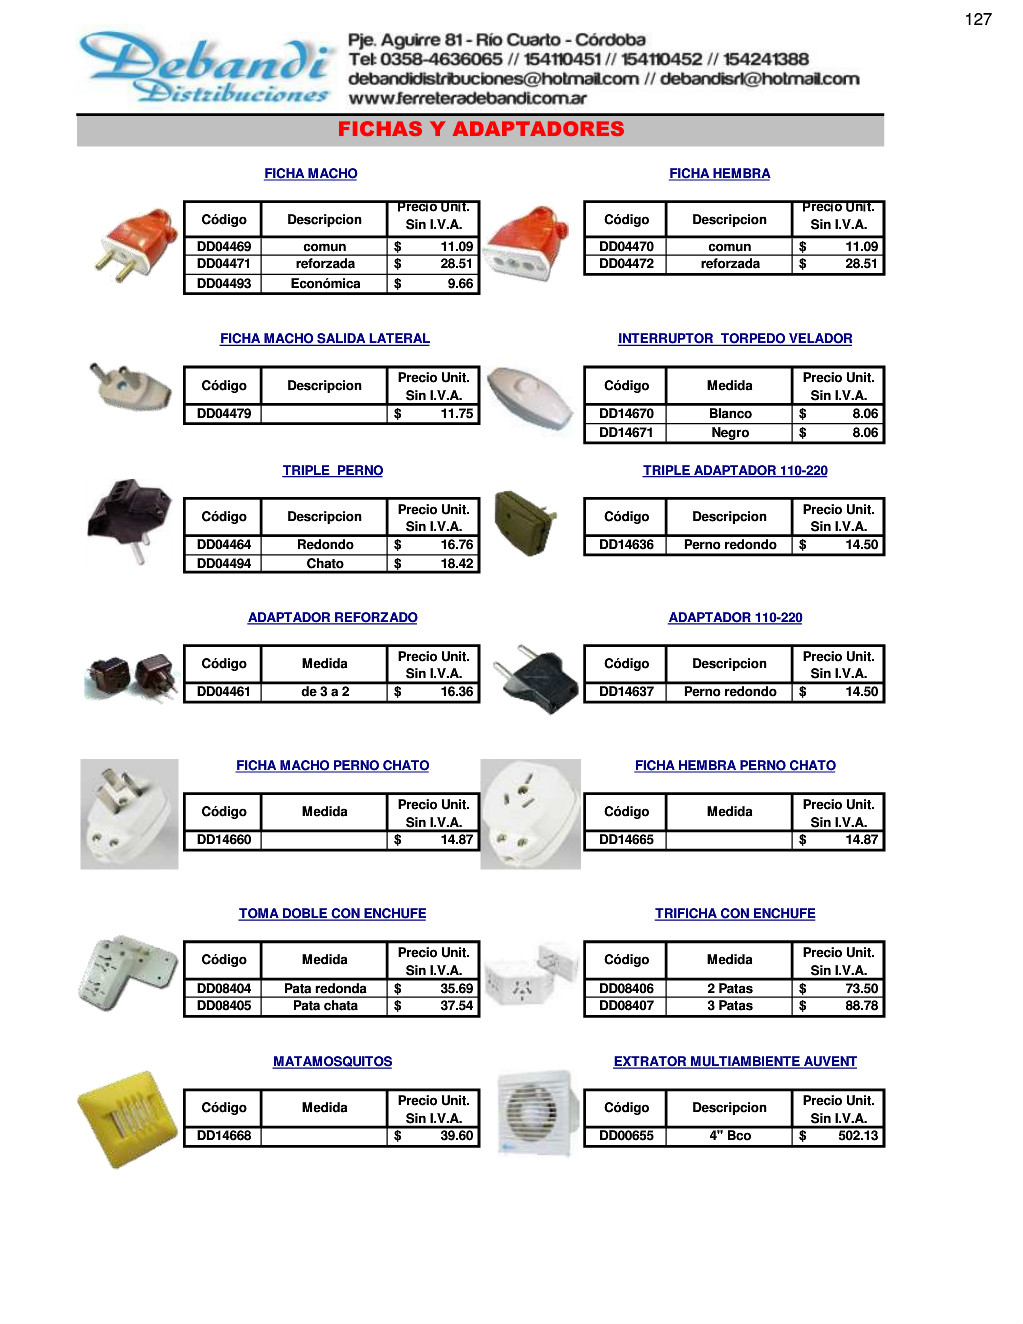 127
Debandi
Distribuciones
Pje. Aguirre 81 - Río Cuarto - Córdoba
Tel: 0358-4636065 // 154110451 // 154110452 // 154241388
debandidistribuciones@hotmail.com // debandisrl@hotmail.com
www.ferreteradebandi.com.ar
FICHAS Y ADAPTADORES
FICHA MACHO
Código Descripcion Precio Unit. Sin I.V.A.
DD04469 comun $ 11.09
DD04471 reforzada $ 28.51
DD04493 Económica $ 9.66
FICHA HEMBRA
Código Descripcion Precio Unit. Sin I.V.A.
DD04470 comun $ 11.09
DD04472 reforzada $ 28.51
FICHA MACHO SALIDA LATERAL
Código Descripcion Precio Unit. Sin I.V.A.
DD04479 $ 11.75
INTERRUPTOR TORPEDO VELADOR
Código Medida Precio Unit. Sin I.V.A.
DD14670 Blanco $ 8.06
DD14671 Negro $ 8.06
TRIPLE PERNO
Código Descripcion Precio Unit. Sin I.V.A.
DD04464 Redondo $ 16.76
DD04494 Chato $ 18.42
TRIPLE ADAPTADOR 110-220
Código Descripcion Precio Unit. Sin I.V.A.
DD14636 Perno redondo $ 14.50
ADAPTADOR REFORZADO
Código Medida Precio Unit. Sin I.V.A.
DD04461 de 3 a 2 $ 16.36
ADAPTADOR 110-220
Código Descripcion Precio Unit. Sin I.V.A.
DD14637 Perno redondo $ 14.50
FICHA MACHO PERNO CHATO
Código Medida Precio Unit. Sin I.V.A.
DD14660 $ 14.87
FICHA HEMBRA PERNO CHATO
Código Medida Precio Unit. Sin I.V.A.
DD14665 $ 14.87
TOMA DOBLE CON ENCHUFE
Código Medida Precio Unit. Sin I.V.A.
DD08404 Pata redonda $ 35.69
DD08405 Pata chata $ 37.54
TRIFICHA CON ENCHUFE
Código Medida Precio Unit. Sin I.V.A.
DD08406 2 Patas $ 73.50
DD08407 3 Patas $ 88.78
MATAMOSQUITOS
Código Medida Precio Unit. Sin I.V.A.
DD14668 $ 39.60
EXTRATOR MULTIAMBIENTE AUVENT
Código Descripcion Precio Unit. Sin I.V.A.
DD00655 4" Bco $ 502.13